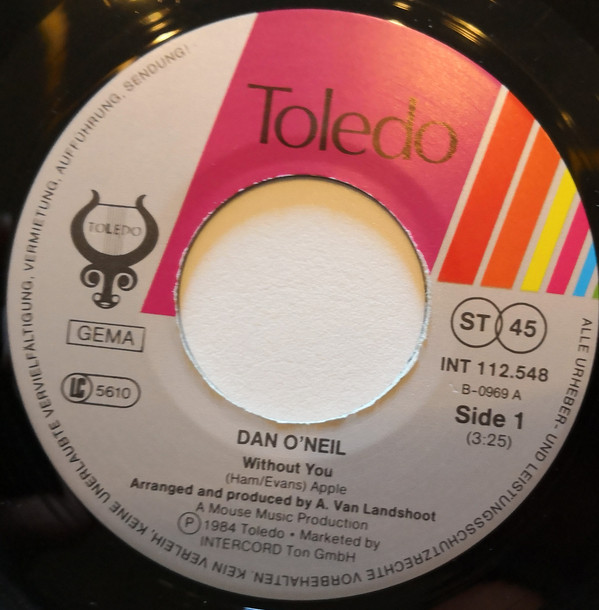 Toledo
TOLEDO
GEMA
LC 5610
ST 45
INT 112.548
B-0969 A
Side 1
(3:25)
DAN O'NEIL
Without You
(Ham/Evans) Apple
Arranged and produced by A. Van Landshoot
A Mouse Music Production
Ⓟ 1984 Toledo • Marketed by
INTERCORD Ton GmbH
ALLE URHEBER- UND LEISTUNGSSCHUTZRECHTE VORBEHALTEN. KEIN VERLEIH, KEINE UNERLAUBTE VERVIELFÄLTIGUNG, VERMIETUNG, AUFFÜHRUNG, SENDUNG!